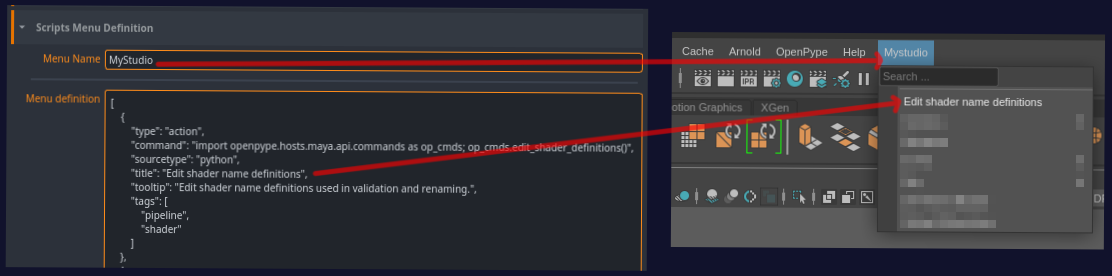 Scripts Menu Definition
Menu Name
MyStudio
Menu definition
[
{
"type": "action",
"command": "import openpype.hosts.maya.api.commands as op_cmds; op_cmds.edit_shader_definitions()",
"sourcetype": "python",
"title": "Edit shader name definitions",
"tooltip": "Edit shader name definitions used in validation and renaming.",
"tags": [
"pipeline",
"shader"
]
},
Cache Arnold OpenPype Help Mystudio
Search ...
IPR
otion Graphics XGen
Edit shader name definitions